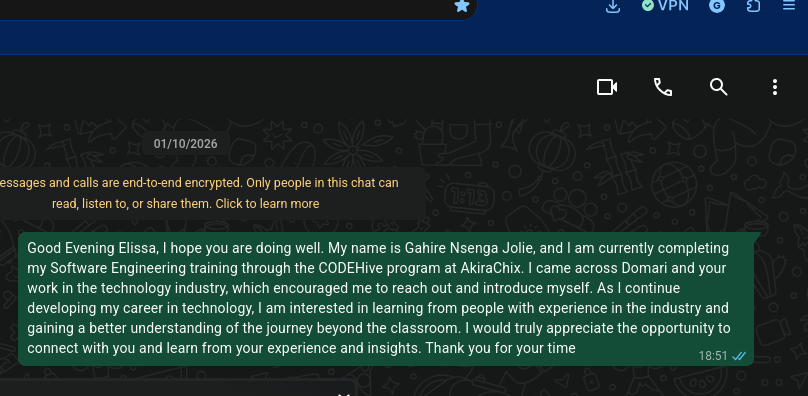 VPN
G
01/10/2026
essages and calls are end-to-end encrypted. Only people in this chat can
read, listen to, or share them. Click to learn more
Good Evening Elissa, I hope you are doing well. My name is Gahire Nsenga Jolie, and I am currently completing
my Software Engineering training through the CODEHive program at AkiraChix. I came across Domari and your
work in the technology industry, which encouraged me to reach out and introduce myself. As I continue
developing my career in technology, I am interested in learning from people with experience in the industry and
gaining a better understanding of the journey beyond the classroom. I would truly appreciate the opportunity to
connect with you and learn from your experience and insights. Thank you for your time
18:51